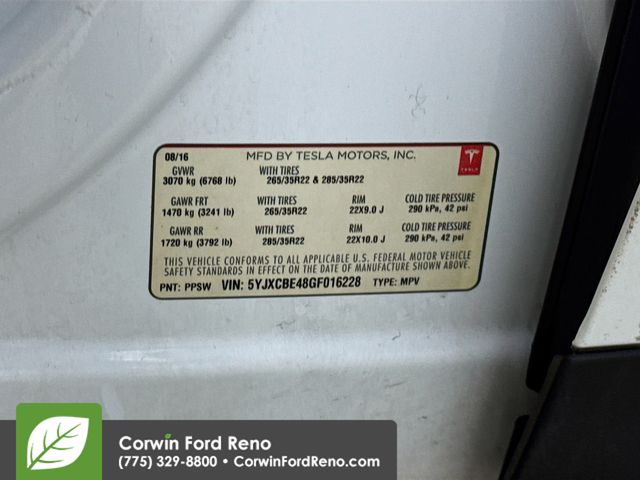 08/16 MFD BY TESLA MOTORS, INC.
GVWR WITH TIRES
3070 kg (6768 lb) 265/35R22 & 285/35R22
GAWR FRT WITH TIRES RIM COLD TIRE PRESSURE
1470 kg (3241 lb) 265/35R22 22X9.0 J 290 kPa, 42 psi
GAWR RR WITH TIRES RIM COLD TIRE PRESSURE
1720 kg (3792 lb) 285/35R22 22X10.0 J 290 kPa, 42 psi
THIS VEHICLE CONFORMS TO ALL APPLICABLE U.S. FEDERAL MOTOR VEHICLE
SAFETY STANDARDS IN EFFECT ON THE DATE OF MANUFACTURE SHOWN ABOVE.
PNT: PPSW VIN: 5YJXCBE48GF016228 TYPE: MPV
TESLA
Corwin Ford Reno
(775) 329-8800 • CorwinFordReno.com